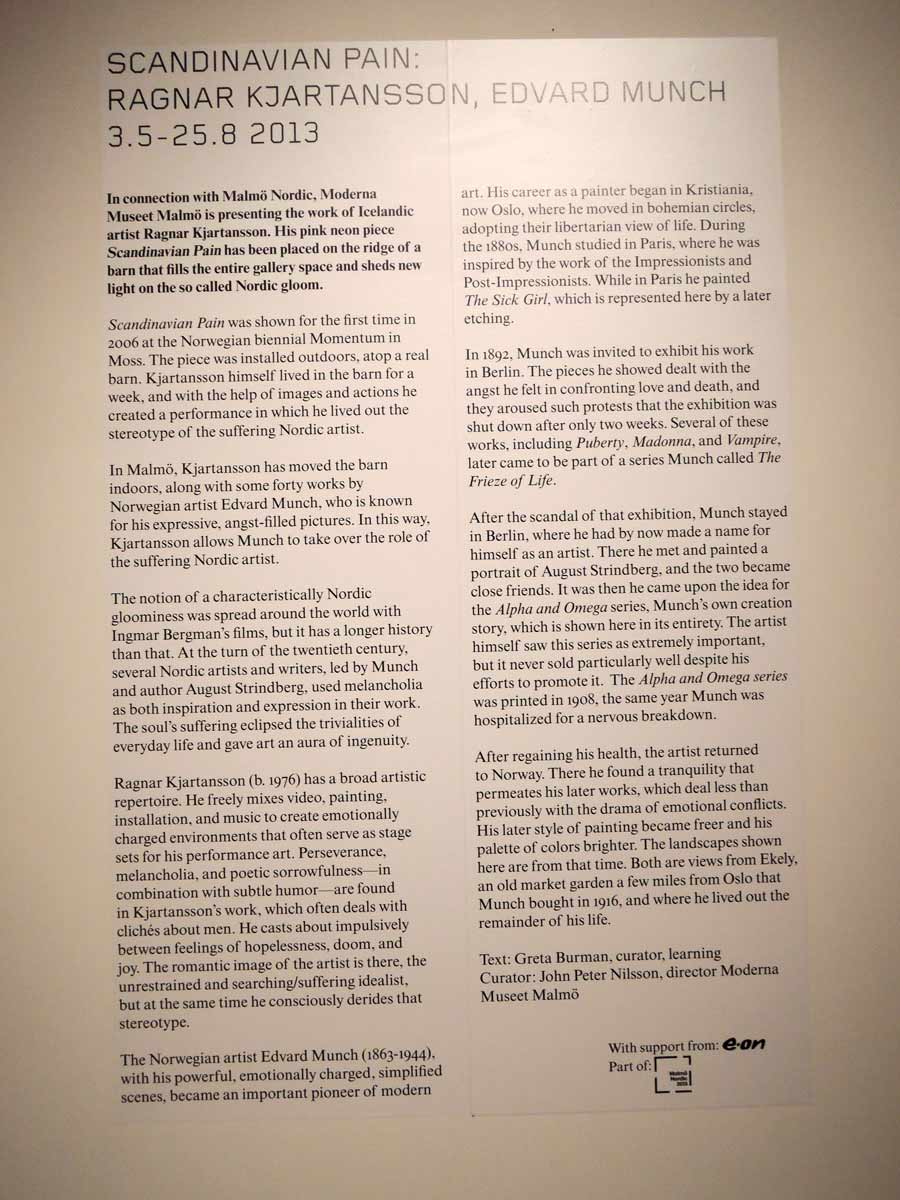 SCANDINAVIAN PAIN:
RAGNAR KJARTANSSON, EDVARD MUNCH
3.5-25.8 2013
In connection with Malmö Nordic, Moderna
Museet Malmö is presenting the work of Icelandic
artist Ragnar Kjartansson. His pink neon piece
Scandinavian Pain has been placed on the ridge of a
barn that fills the entire gallery space and sheds new
light on the so called Nordic gloom.
Scandinavian Pain was shown for the first time in
2006 at the Norwegian biennial Momentum in
Moss. The piece was installed outdoors, atop a real
barn. Kjartansson himself lived in the barn for a
week, and with the help of images and actions he
created a performance in which he lived out the
stereotype of the suffering Nordic artist.
In Malmö, Kjartansson has moved the barn
indoors, along with some forty works by
Norwegian artist Edvard Munch, who is known
for his expressive, angst-filled pictures. In this way,
Kjartansson allows Munch to take over the role of
the suffering Nordic artist.
The notion of a characteristically Nordic
gloominess was spread around the world with
Ingmar Bergman's films, but it has a longer history
than that. At the turn of the twentieth century,
several Nordic artists and writers, led by Munch
and author August Strindberg, used melancholia
as both inspiration and expression in their work.
The soul's suffering eclipsed the trivialities of
everyday life and gave art an aura of ingenuity.
Ragnar Kjartansson (b. 1976) has a broad artistic
repertoire. He freely mixes video, painting,
installation, and music to create emotionally
charged environments that often serve as stage
sets for his performance art. Perseverance,
melancholia, and poetic sorrowfulness—in
combination with subtle humor—are found
in Kjartansson's work, which often deals with
clichés about men. He casts about impulsively
between feelings of hopelessness, doom, and
joy. The romantic image of the artist is there, the
unrestrained and searching/suffering idealist,
but at the same time he consciously derides that
stereotype.
The Norwegian artist Edvard Munch (1863-1944),
with his powerful, emotionally charged, simplified
scenes, became an important pioneer of modern
art. His career as a painter began in Kristiania,
now Oslo, where he moved in bohemian circles,
adopting their libertarian view of life. During
the 1880s, Munch studied in Paris, where he was
inspired by the work of the Impressionists and
Post-Impressionists. While in Paris he painted
The Sick Girl, which is represented here by a later
etching.
In 1892, Munch was invited to exhibit his work
in Berlin. The pieces he showed dealt with the
angst he felt in confronting love and death, and
they aroused such protests that the exhibition was
shut down after only two weeks. Several of these
works, including Puberty, Madonna, and Vampire,
later came to be part of a series Munch called The
Frieze of Life.
After the scandal of that exhibition, Munch stayed
in Berlin, where he had by now made a name for
himself as an artist. There he met and painted a
portrait of August Strindberg, and the two became
close friends. It was then he came upon the idea for
the Alpha and Omega series, Munch's own creation
story, which is shown here in its entirety. The artist
himself saw this series as extremely important,
but it never sold particularly well despite his
efforts to promote it. The Alpha and Omega series
was printed in 1908, the same year Munch was
hospitalized for a nervous breakdown.
After regaining his health, the artist returned
to Norway. There he found a tranquility that
permeates his later works, which deal less than
previously with the drama of emotional conflicts.
His later style of painting became freer and his
palette of colors brighter. The landscapes shown
here are from that time. Both are views from Ekely,
an old market garden a few miles from Oslo that
Munch bought in 1916, and where he lived out the
remainder of his life.
Text: Greta Burman, curator, learning
Curator: John Peter Nilsson, director Moderna
Museet Malmö
With support from: e·on
Part of:
Malmö
Nordic
2013